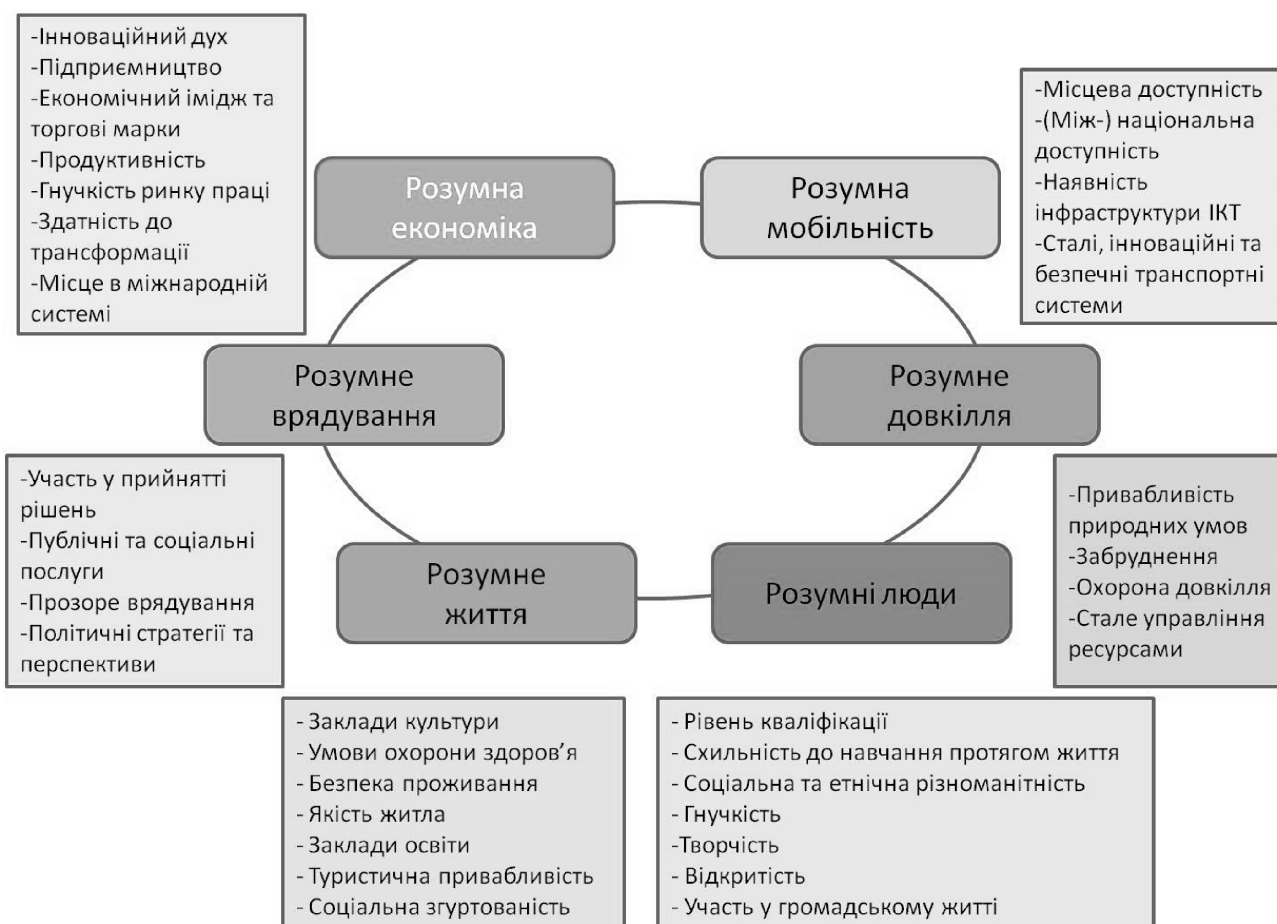 -Інноваційний дух
-Підприємництво
-Економічний імідж та
торгові марки
-Продуктивність
-Гнучкість ринку праці
-Здатність до
трансформації
-Місце в міжнародній
системі
Розумна
економіка
Розумна
мобільність
-Місцева доступність
-(Між-) національна
доступність
-Наявність
інфраструктури ІКТ
-Сталі, інноваційні та
безпечні транспортні
системи
Розумне
врядування
Розумне
довкілля
-Участь у прийнятті
рішень
-Публічні та соціальні
послуги
-Прозоре врядування
-Політичні стратегії та
перспективи
Розумне
життя
Розумні люди
-Привабливість
природних умов
-Забруднення
-Охорона довкілля
-Стале управління
ресурсами
- Заклади культури
- Умови охорони здоров’я
- Безпека проживання
- Якість житла
- Заклади освіти
- Туристична привабливість
- Соціальна згуртованість
- Рівень кваліфікації
- Схильність до навчання протягом життя
- Соціальна та етнічна різноманітність
- Гнучкість
-Творчість
- Відкритість
- Участь у громадському житті